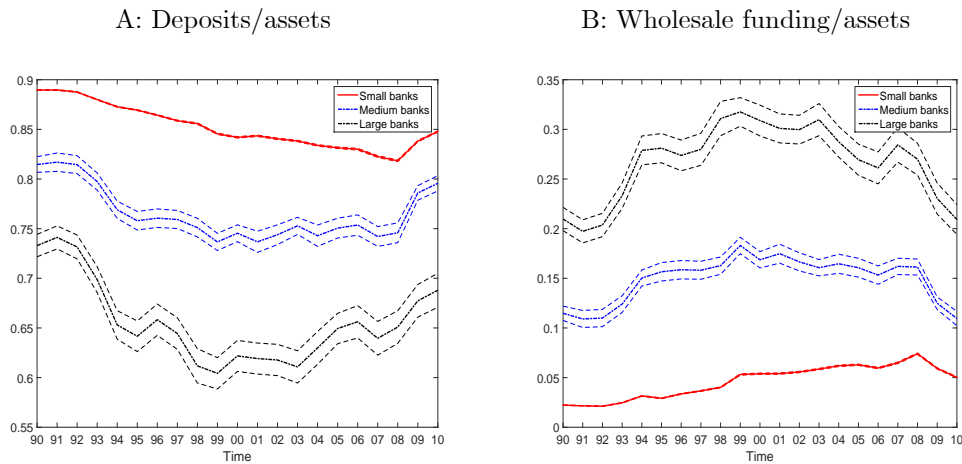 A: Deposits/assets
0.9
0.85
0.8
0.75
0.7
0.65
0.6
0.55
Small banks
Medium banks
Large banks
90 91 92 93 94 95 96 97 98 99 00 01 02 03 04 05 06 07 08 09 10
Time
B: Wholesale funding/assets
0.35
0.3
0.25
0.2
0.15
0.1
0.05
0
Small banks
Medium banks
Large banks
90 91 92 93 94 95 96 97 98 99 00 01 02 03 04 05 06 07 08 09 10
Time